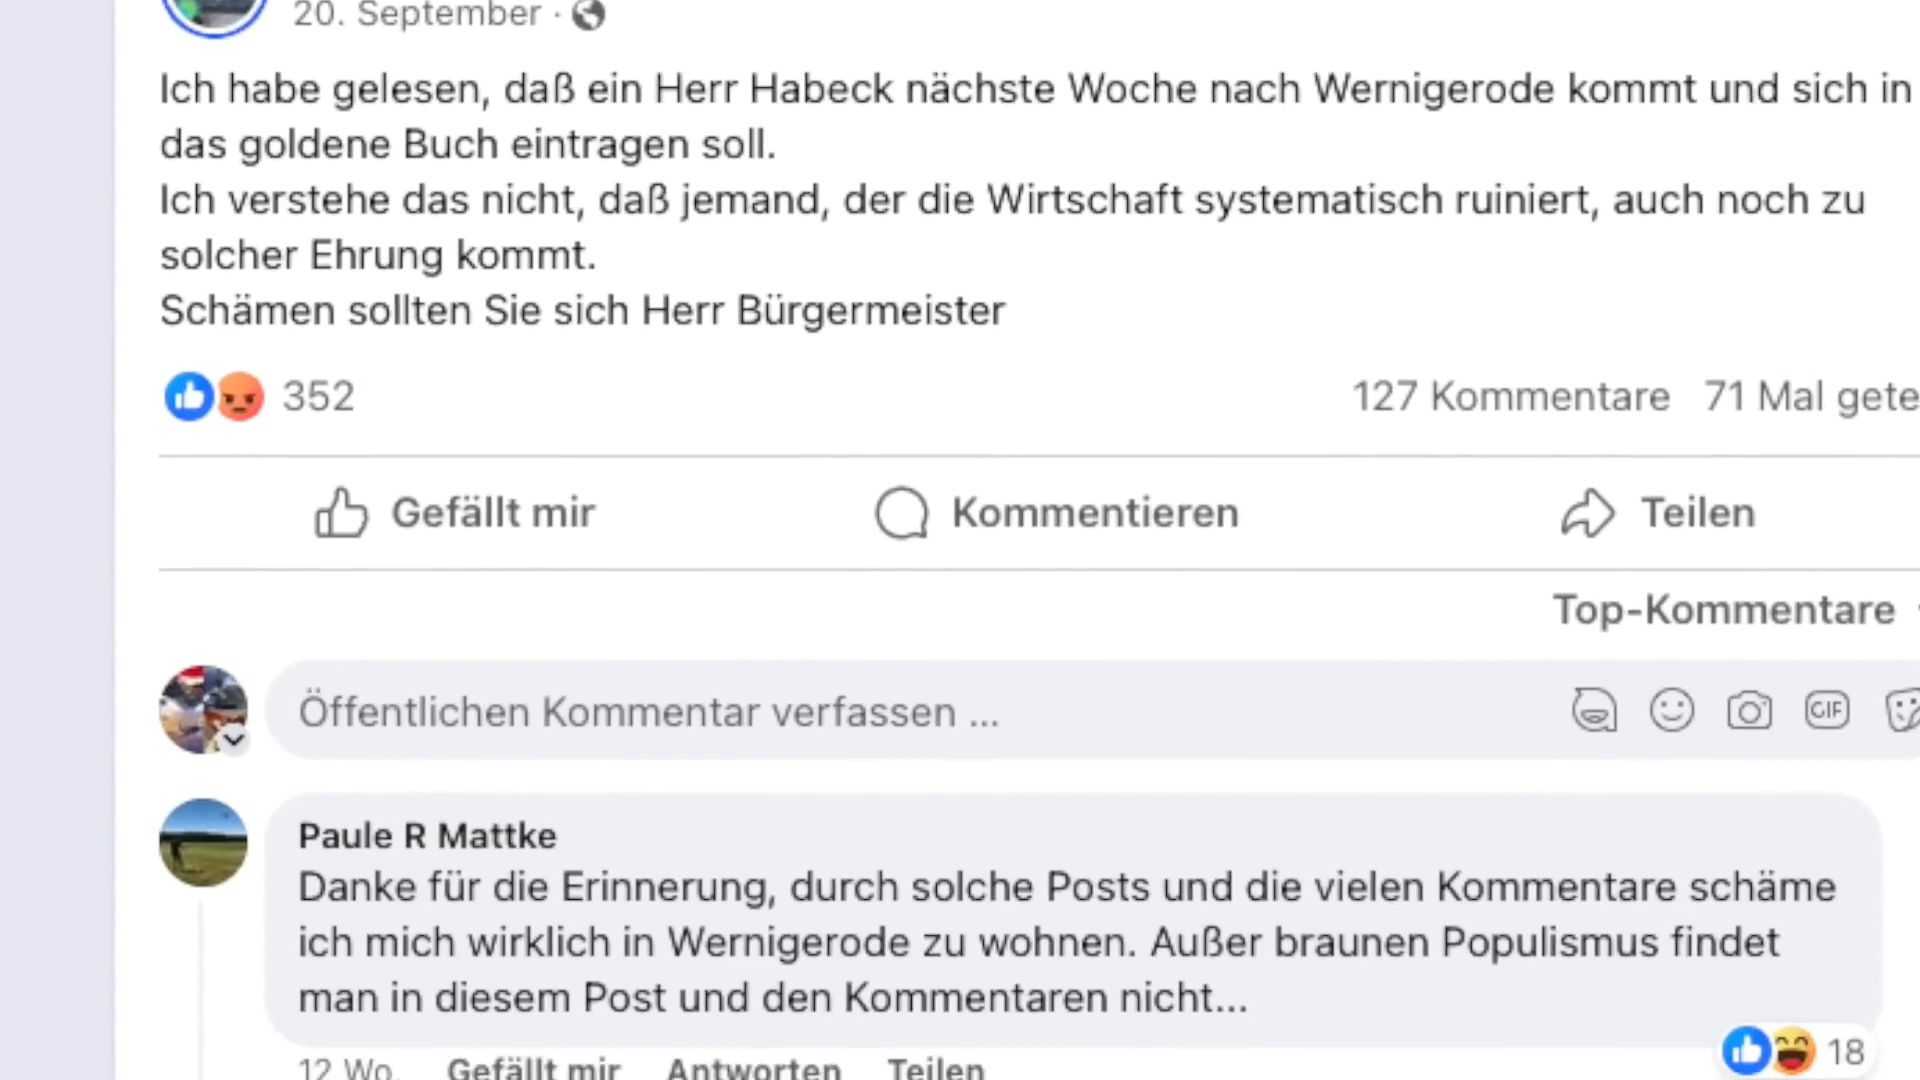 20. September ·
Ich habe gelesen, daß ein Herr Habeck nächste Woche nach Wernigerode kommt und sich in
das goldene Buch eintragen soll.
Ich verstehe das nicht, daß jemand, der die Wirtschaft systematisch ruiniert, auch noch zu
solcher Ehrung kommt.
Schämen sollten Sie sich Herr Bürgermeister
352 127 Kommentare 71 Mal gete
Gefällt mir Kommentieren Teilen
Top-Kommentare
Öffentlichen Kommentar verfassen ... GIF
Paule R Mattke
Danke für die Erinnerung, durch solche Posts und die vielen Kommentare schäme
ich mich wirklich in Wernigerode zu wohnen. Außer braunen Populismus findet
man in diesem Post und den Kommentaren nicht...
18
12 Wo. Gefällt mir Antworten Teilen